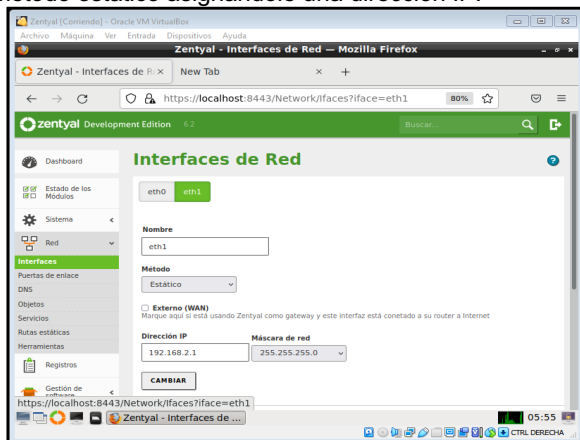 método estático asignándole una dirección IP.
Zentyal [Corriendo] - Oracle VM VirtualBox
Archivo Máquina Ver Entrada Dispositivos Ayuda
Zentyal - Interfaces de Red — Mozilla Firefox
Zentyal - Interfaces de R
New Tab
https://localhost:8443/Network/Ifaces?iface=eth1
80%
zentyal Development Edition 6.2
Buscar...
Dashboard
Estado de los Módulos
Sistema
Red
Interfaces
Puertas de enlace
DNS
Objetos
Servicios
Rutas estáticas
Herramientas
Registros
Gestión de
software
Interfaces de Red
eth0 eth1
Nombre
eth1
Método
Estático
Externo (WAN)
Marque aquí si está usando Zentyal como gateway y este interfaz está conetado a su router a Internet
Dirección IP Máscara de red
192.168.2.1 255.255.255.0
CAMBIAR
https://localhost:8443/Network/Ifaces?iface=eth1
Zentyal - Interfaces de ...
05:55
CTRL DERECHA